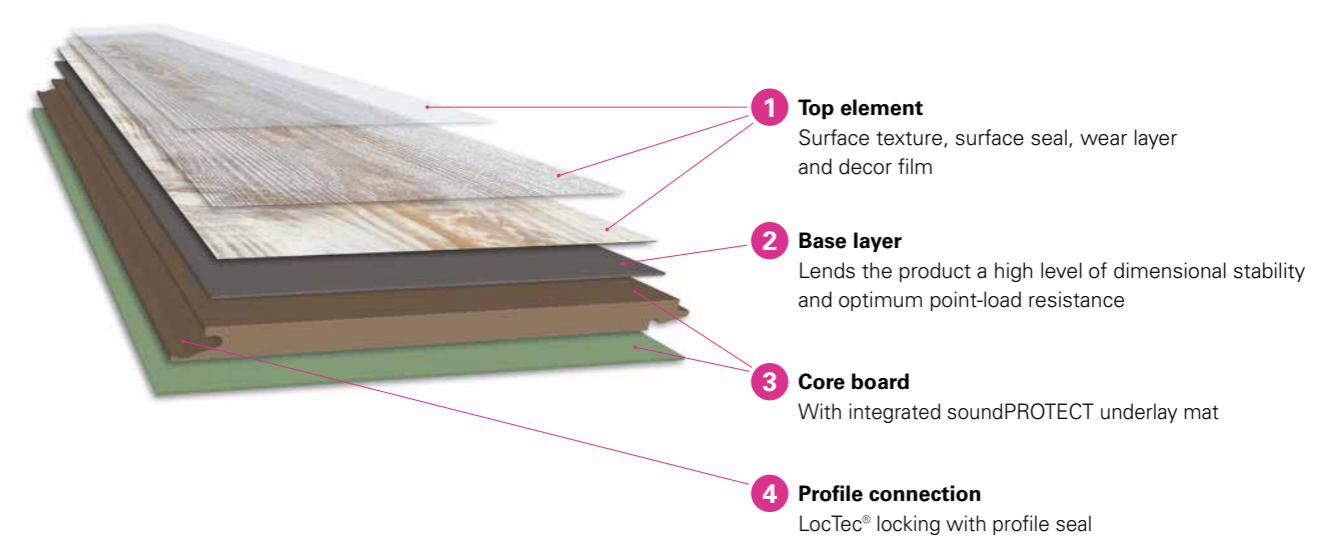 1 Top element
Surface texture, surface seal, wear layer
and decor film
2 Base layer
Lends the product a high level of dimensional stability
and optimum point-load resistance
3 Core board
With integrated soundPROTECT underlay mat
4 Profile connection
LocTec® locking with profile seal